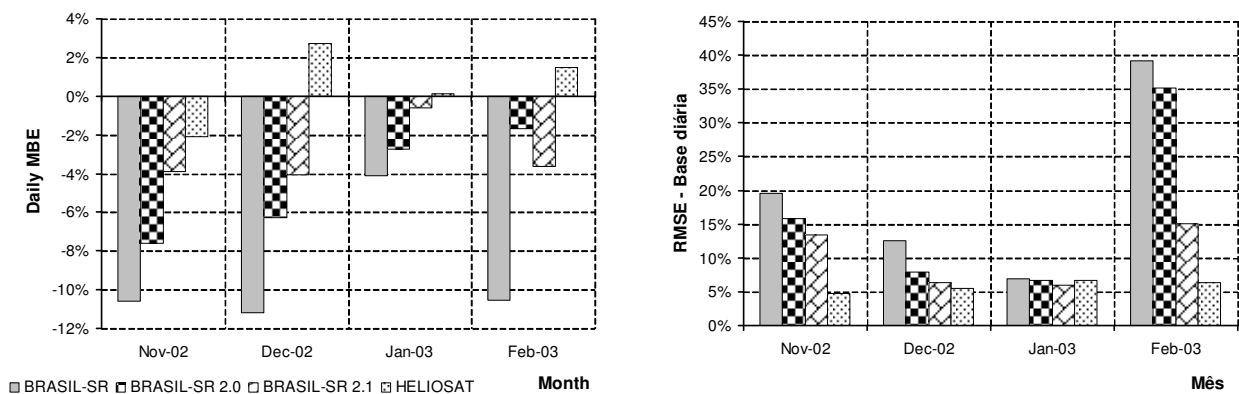 4%
2%
0%
-2%
-4%
-6%
-8%
-10%
-12%
Daily MBE
Nov-02 Dec-02 Jan-03 Feb-03
BRASIL-SR BRASIL-SR 2.0 BRASIL-SR 2.1 HELIOSAT
Month
45%
40%
35%
30%
25%
20%
15%
10%
5%
0%
RMSE - Base diária
Nov-02 Dec-02 Jan-03 Feb-03
Mês